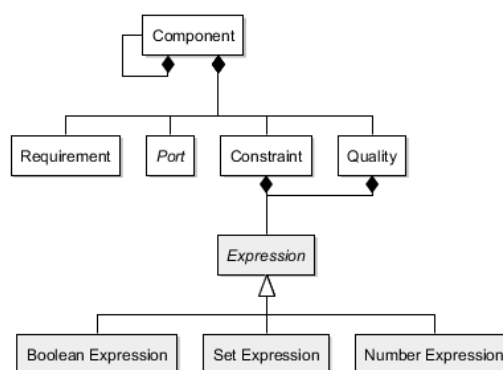 Component
Requirement
Port
Constraint
Quality
Expression
Boolean Expression
Set Expression
Number Expression